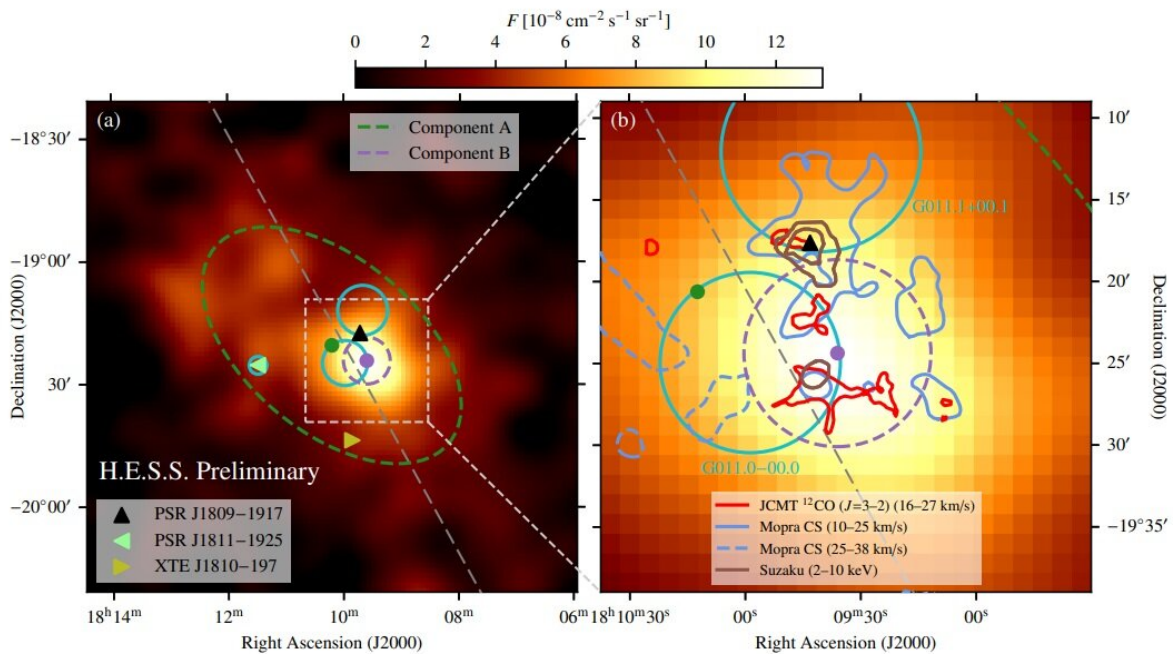 F [10⁻⁸ cm⁻² s⁻¹ sr⁻¹]
0 2 4 6 8 10 12
(a)
Component A
Component B
−18°30′
−19°00′
30′
−20°00′
Declination (J2000)
H.E.S.S. Preliminary
PSR J1809−1917
PSR J1811−1925
XTE J1810−197
18ʰ14ᵐ 12ᵐ 10ᵐ 08ᵐ 06ᵐ
Right Ascension (J2000)
(b)
G011.1+00.1
G011.0−00.0
JCMT ¹²CO (J=3–2) (16–27 km/s)
Mopra CS (10–25 km/s)
Mopra CS (25–38 km/s)
Suzaku (2–10 keV)
10′
15′
20′
25′
30′
−19°35′
Declination (J2000)
18ʰ10ᵐ30ˢ 00ˢ 09ᵐ30ˢ 00ˢ
Right Ascension (J2000)